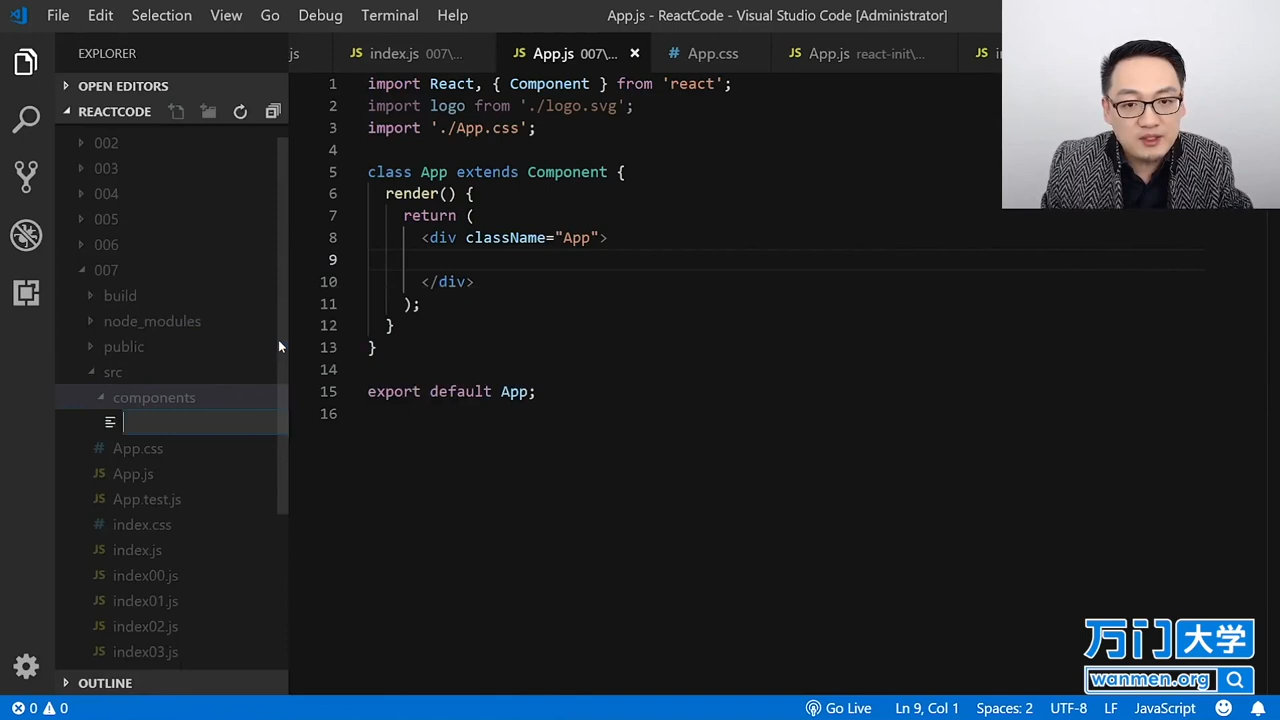 File Edit Selection View Go Debug Terminal Help App.js - ReactCode - Visual Studio Code [Administrator]
EXPLORER
js index.js 007\... App.js 007\... App.css App.js react-init\... in
OPEN EDITORS
REACTCODE
002
003
004
005
006
007
build
node_modules
public
src
components
App.css
App.js
App.test.js
index.css
index.js
index00.js
index01.js
index02.js
index03.js
OUTLINE
1 import React, { Component } from 'react';
2 import logo from './logo.svg';
3 import './App.css';
4
5 class App extends Component {
6 render() {
7 return (
8 <div className="App">
9
10 </div>
11 );
12 }
13 }
14
15 export default App;
16
万门大学
wanmen.org
0 0 Go Live Ln 9, Col 1 Spaces: 2 UTF-8 LF JavaScript